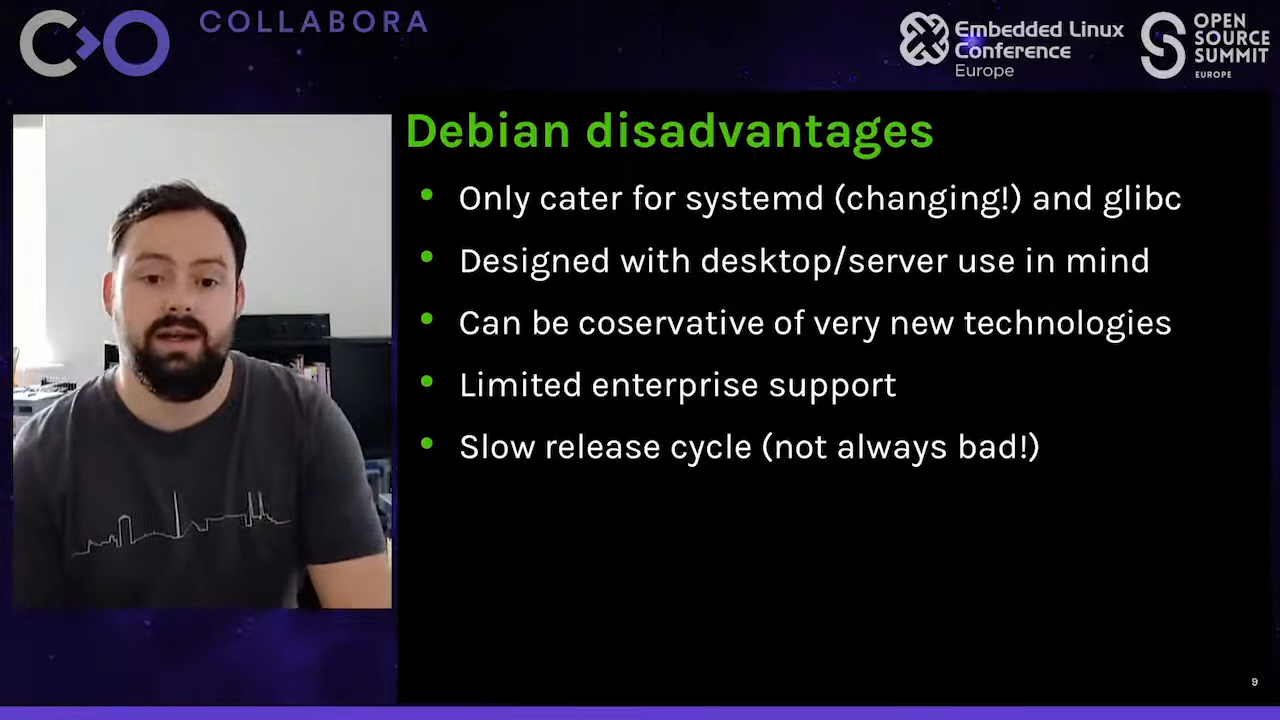 COLLABORA
Embedded Linux
Conference
Europe
OPEN
SOURCE
SUMMIT
EUROPE
Debian disadvantages
• Only cater for systemd (changing!) and glibc
• Designed with desktop/server use in mind
• Can be coservative of very new technologies
• Limited enterprise support
• Slow release cycle (not always bad!)
9